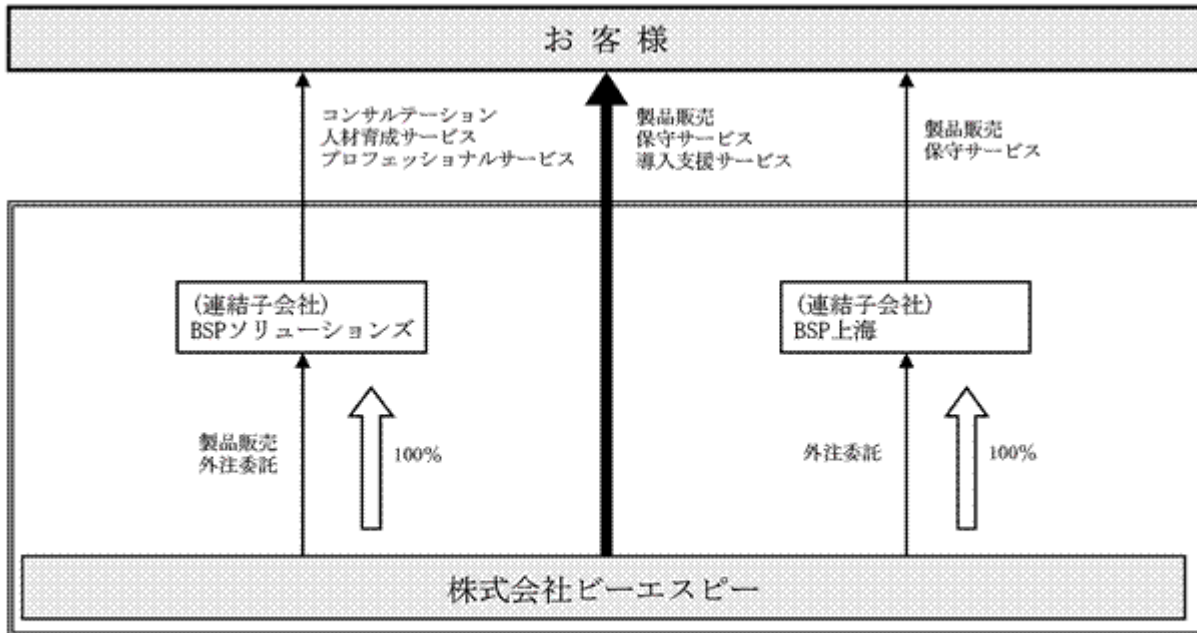 お 客 様
コンサルテーション
人材育成サービス
プロフェッショナルサービス
製品販売
保守サービス
導入支援サービス
製品販売
保守サービス
(連結子会社)
BSPソリューションズ
(連結子会社)
BSP上海
製品販売
外注委託
100%
外注委託
100%
株式会社ビーエスピー